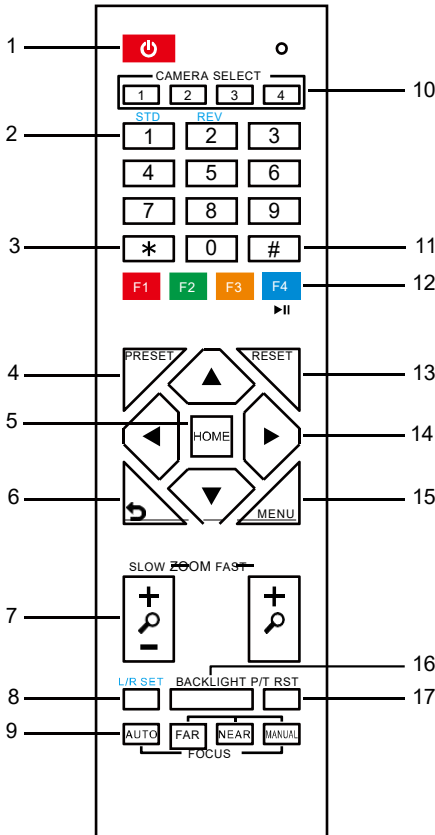 1
CAMERA SELECT
1 2 3 4
10
STD REV
2
1 2 3
4 5 6
7 8 9
3
* 0 #
11
F1 F2 F3 F4
12
PRESET RESET
4
13
5
HOME
14
6
MENU
15
SLOW ZOOM FAST
+ +
7
-
16
L/R SET BACKLIGHT P/T RST
8
17
9
AUTO FAR NEAR MANUAL
FOCUS